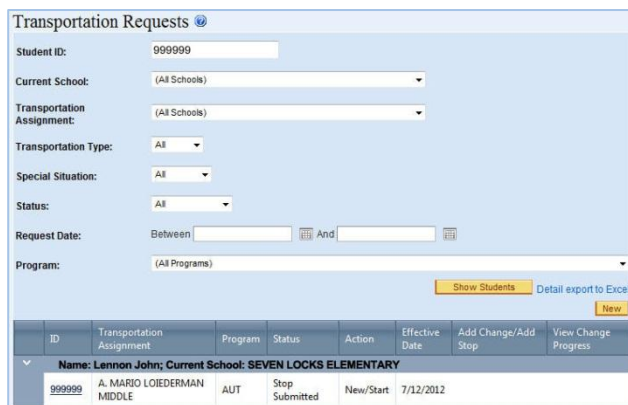 Transportation Requests
Student ID: 999999
Current School: (All Schools)
Transportation
Assignment: (All Schools)
Transportation Type: All
Special Situation: All
Status: All
Request Date: Between And
Program: (All Programs)
Show Students Detail export to Exce
New
ID Transportation Assignment Program Status Action Effective Date Add Change/Add Stop View Change Progress
Name: Lennon John; Current School: SEVEN LOCKS ELEMENTARY
999999 A. MARIO LOIEDERMAN MIDDLE AUT Stop Submitted New/Start 7/12/2012